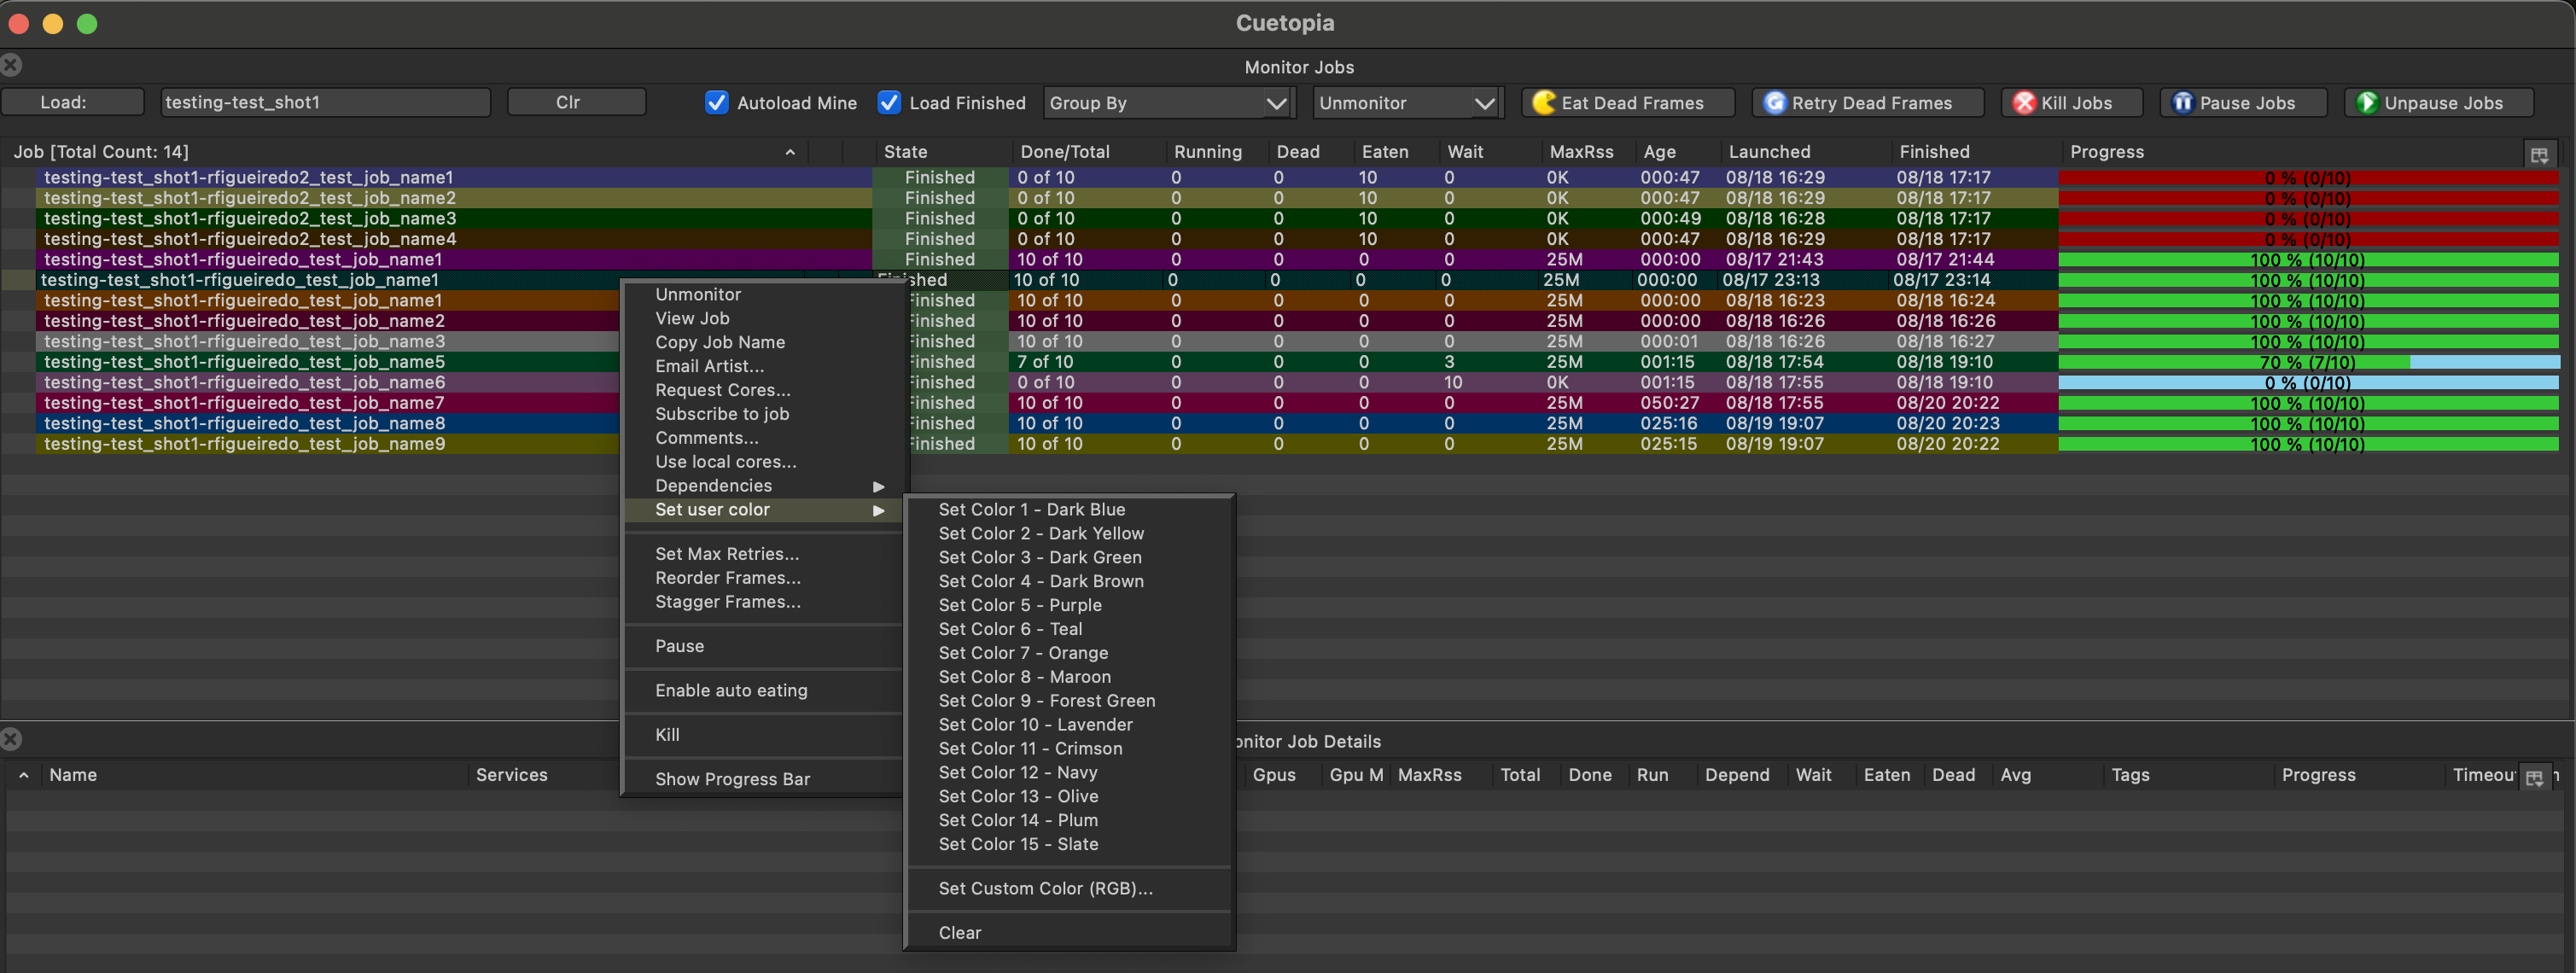 Cuetopia
Monitor Jobs
Load: testing-test_shot1 Clr Autoload Mine Load Finished Group By Unmonitor Eat Dead Frames Retry Dead Frames Kill Jobs Pause Jobs Unpause Jobs
Job [Total Count: 14] State Done/Total Running Dead Eaten Wait MaxRss Age Launched Finished Progress
testing-test_shot1-rfigueiredo2_test_job_name1 Finished 0 of 10 0 0 10 0 0K 000:47 08/18 16:29 08/18 17:17 0 % (0/10)
testing-test_shot1-rfigueiredo2_test_job_name2 Finished 0 of 10 0 0 10 0 0K 000:47 08/18 16:29 08/18 17:17 0 % (0/10)
testing-test_shot1-rfigueiredo2_test_job_name3 Finished 0 of 10 0 0 10 0 0K 000:49 08/18 16:28 08/18 17:17 0 % (0/10)
testing-test_shot1-rfigueiredo2_test_job_name4 Finished 0 of 10 0 0 10 0 0K 000:47 08/18 16:29 08/18 17:17 0 % (0/10)
testing-test_shot1-rfigueiredo_test_job_name1 Finished 10 of 10 0 0 0 0 25M 000:00 08/17 21:43 08/17 21:44 100 % (10/10)
testing-test_shot1-rfigueiredo_test_job_name1 Finished 10 of 10 0 0 0 0 25M 000:00 08/17 23:13 08/17 23:14 100 % (10/10)
testing-test_shot1-rfigueiredo_test_job_name1 Finished 10 of 10 0 0 0 0 25M 000:00 08/18 16:23 08/18 16:24 100 % (10/10)
testing-test_shot1-rfigueiredo_test_job_name2 Finished 10 of 10 0 0 0 0 25M 000:00 08/18 16:26 08/18 16:26 100 % (10/10)
testing-test_shot1-rfigueiredo_test_job_name3 Finished 10 of 10 0 0 0 0 25M 000:01 08/18 16:26 08/18 16:27 100 % (10/10)
testing-test_shot1-rfigueiredo_test_job_name5 Finished 7 of 10 0 0 0 3 25M 001:15 08/18 17:54 08/18 19:10 70 % (7/10)
testing-test_shot1-rfigueiredo_test_job_name6 Finished 0 of 10 0 0 0 10 0K 001:15 08/18 17:55 08/18 19:10 0 % (0/10)
testing-test_shot1-rfigueiredo_test_job_name7 Finished 10 of 10 0 0 0 0 25M 050:27 08/18 17:55 08/20 20:22 100 % (10/10)
testing-test_shot1-rfigueiredo_test_job_name8 Finished 10 of 10 0 0 0 0 25M 025:16 08/19 19:07 08/20 20:23 100 % (10/10)
testing-test_shot1-rfigueiredo_test_job_name9 Finished 10 of 10 0 0 0 0 25M 025:15 08/19 19:07 08/20 20:22 100 % (10/10)
Unmonitor
View Job
Copy Job Name
Email Artist...
Request Cores...
Subscribe to job
Comments...
Use local cores...
Dependencies
Set user color
Set Max Retries...
Reorder Frames...
Stagger Frames...
Pause
Enable auto eating
Kill
Show Progress Bar
Set Color 1 - Dark Blue
Set Color 2 - Dark Yellow
Set Color 3 - Dark Green
Set Color 4 - Dark Brown
Set Color 5 - Purple
Set Color 6 - Teal
Set Color 7 - Orange
Set Color 8 - Maroon
Set Color 9 - Forest Green
Set Color 10 - Lavender
Set Color 11 - Crimson
Set Color 12 - Navy
Set Color 13 - Olive
Set Color 14 - Plum
Set Color 15 - Slate
Set Custom Color (RGB)...
Clear
onitor Job Details
Name Services Gpus Gpu M MaxRss Total Done Run Depend Wait Eaten Dead Avg Tags Progress Timeou